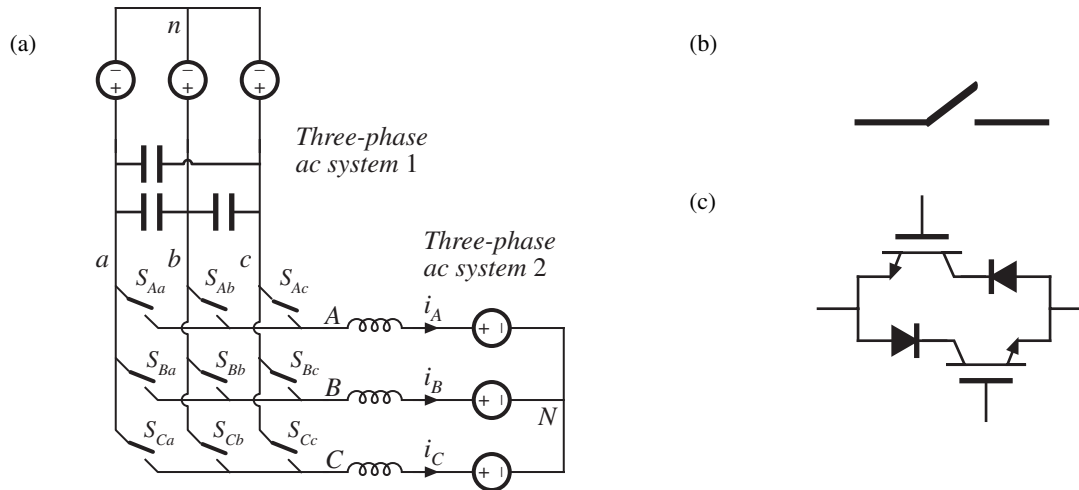 (a)
n
− − −
+ + +
Three-phase
ac system 1
a b c
S_Aa S_Ab S_Ac
Three-phase
ac system 2
A i_A + −
S_Ba S_Bb S_Bc
B i_B + −
N
S_Ca S_Cb S_Cc
C i_C + −
(b)
(c)